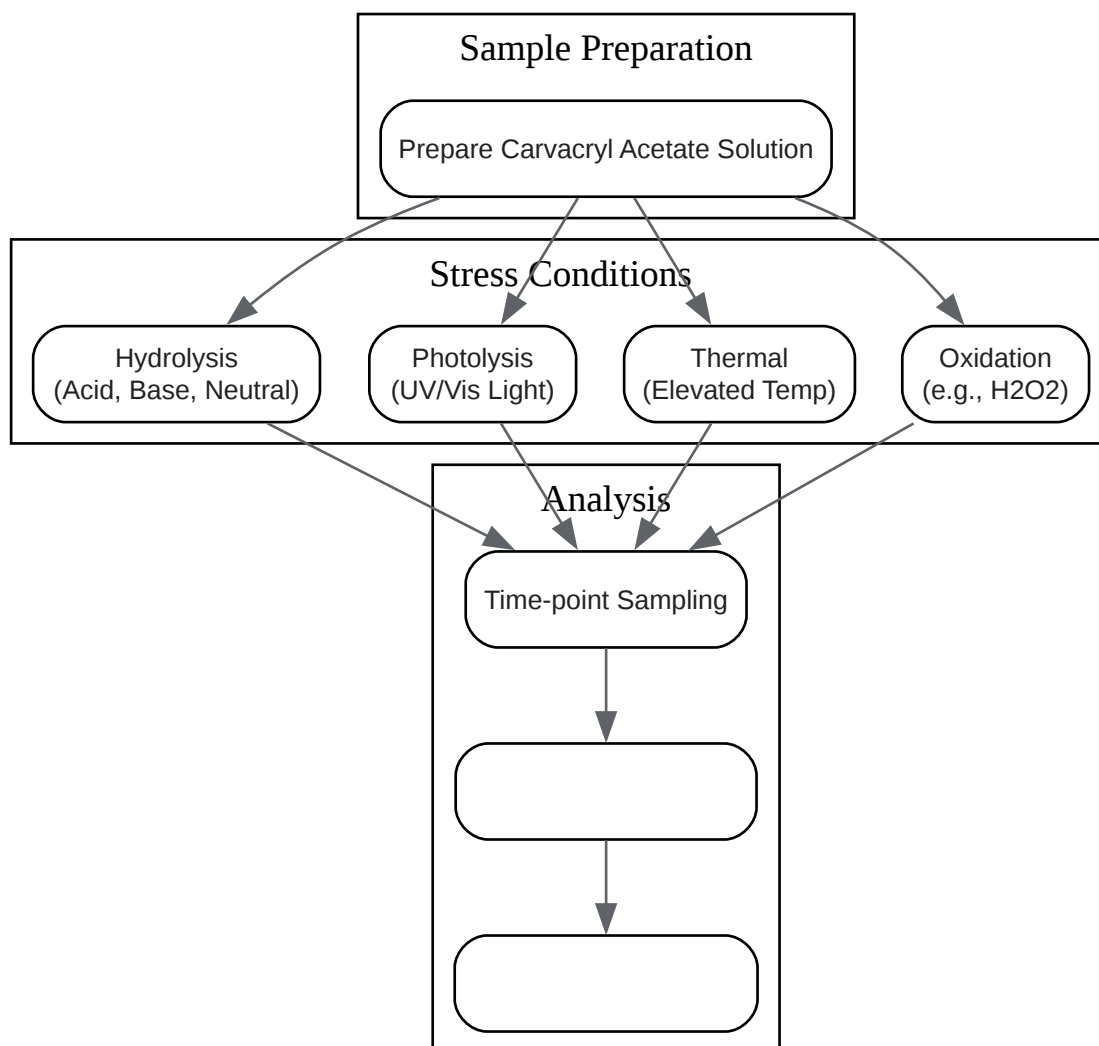 Sample Preparation
Prepare Carvacryl Acetate Solution
Stress Conditions
Hydrolysis
(Acid, Base, Neutral)
Photolysis
(UV/Vis Light)
Thermal
(Elevated Temp)
Oxidation
(e.g., H2O2)
Analysis
Time-point Sampling